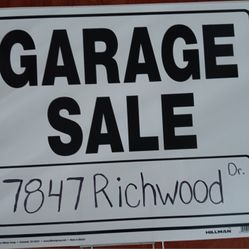 GARAGE
SALE
7847 Richwood Dr.
HILLMAN